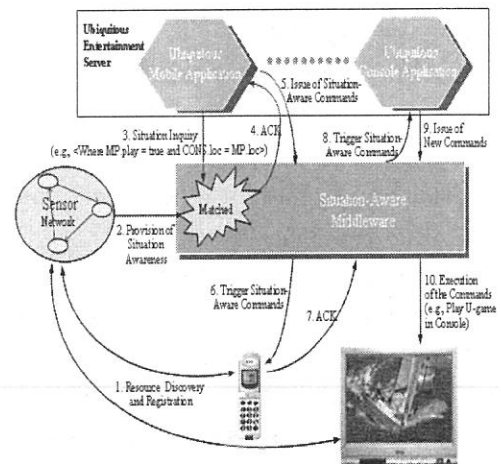 Ubiquitous
Entertainment
Server
Ubiquitous
Mobile Application
Ubiquitous
Console Application
5. Issue of Situation-
Aware Commands
3. Situation Inquiry
(e.g., <Where MP.play = true and CONS.loc = MP.loc>)
4. ACK
8. Trigger Situation-
Aware Commands
9. Issue of
New Commands
Sensor
Network
Matched
Situation-Aware
Middleware
2. Provision of
Situation
Awareness
6. Trigger Situation-
Aware Commands
7. ACK
10. Execution
of the Commands
(e.g., Play U-game
in Console)
1. Resource Discovery
and Registration